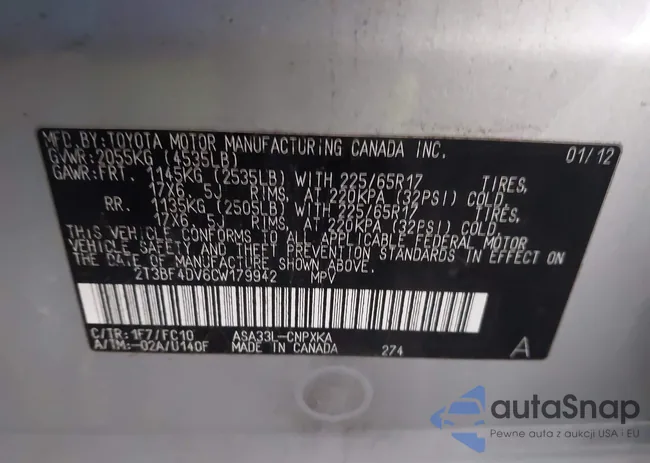 MFD. BY: TOYOTA MOTOR MANUFACTURING CANADA INC. 01/12
GVWR: 2055KG (4535LB)
GAWR: FRT. 1145KG (2535LB) WITH 225/65R17 TIRES,
17X6.5J RIMS, AT 220KPA (32PSI) COLD.
RR. 1135KG (2505LB) WITH 225/65R17 TIRES,
17X6.5J RIMS, AT 220KPA (32PSI) COLD.
THIS VEHICLE CONFORMS TO ALL APPLICABLE FEDERAL MOTOR
VEHICLE SAFETY AND THEFT PREVENTION STANDARDS IN EFFECT ON
THE DATE OF MANUFACTURE SHOWN ABOVE.
2T3BF4DV6CW179942 MPV
C/TR: 1F7/FC10 ASA33L-CNPXKA
A/TM: -02A/U140F MADE IN CANADA 274 A
autaSnap
Pewne auta z aukcji USA i EU